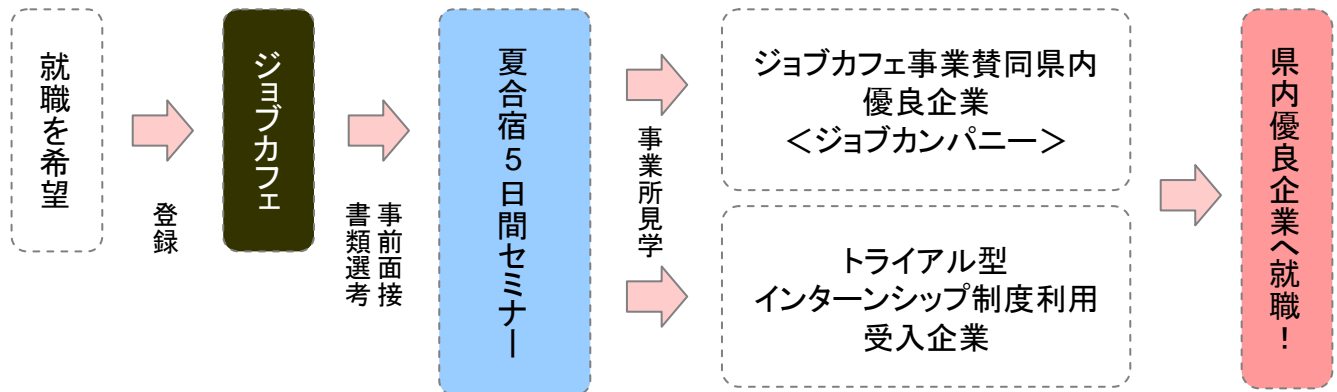 就職を希望
登録
ジョブカフェ
事前面接
書類選考
夏合宿5日間セミナー
事業所見学
ジョブカフェ事業賛同県内
優良企業
＜ジョブカンパニー＞
トライアル型
インターンシップ制度利用
受入企業
県内優良企業へ就職！